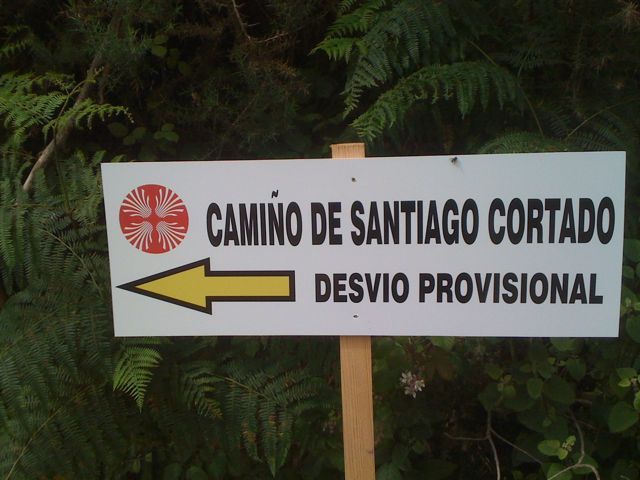 CAMIÑO DE SANTIAGO CORTADO
DESVIO PROVISIONAL